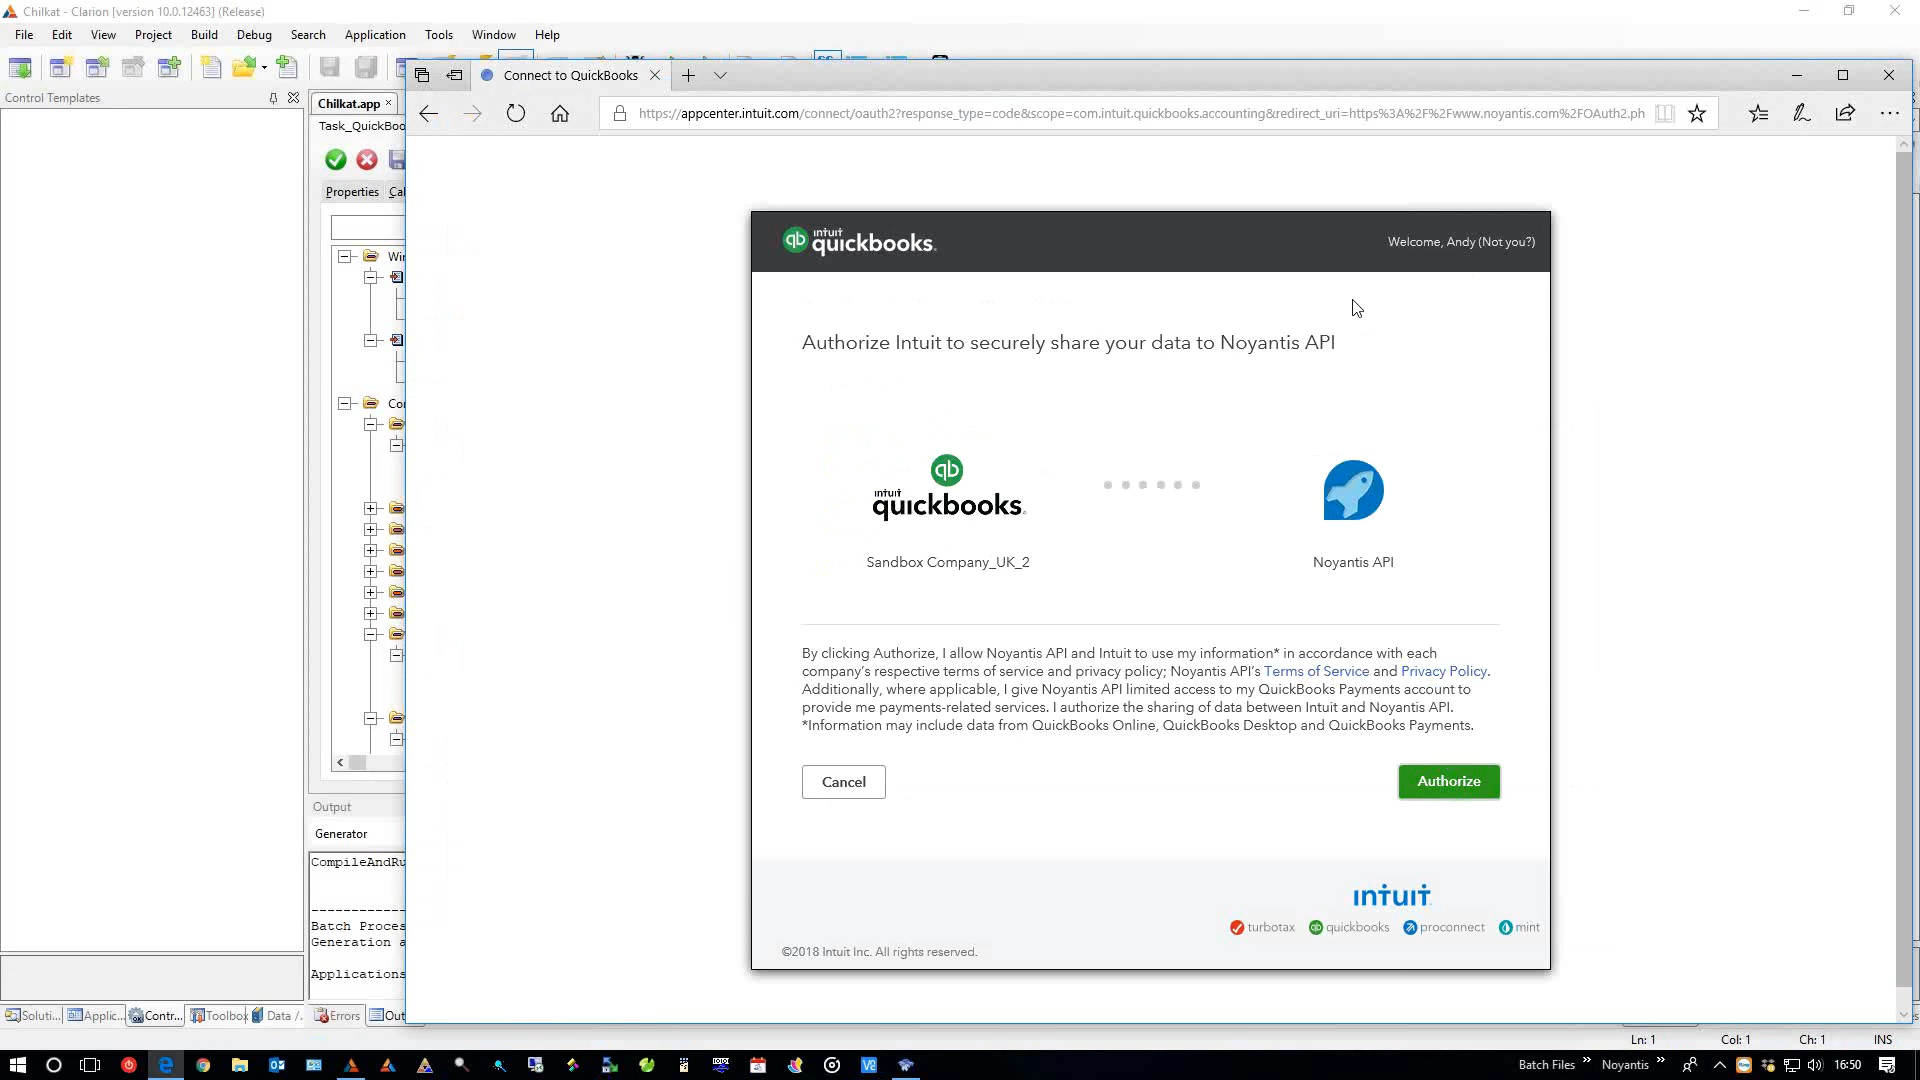 Chilkat - Clarion [version 10.0.12463] (Release)
File Edit View Project Build Debug Search Application Tools Window Help
Control Templates
Chilkat.app
Task_QuickBoo
Properties Cal
Wi
Co
Output
Generator
CompileAndRu
Batch Proces
Generation a
Applications
Soluti... Applic... Contr... Toolbox Data /. Errors Out
Connect to QuickBooks
https://appcenter.intuit.com/connect/oauth2?response_type=code&scope=com.intuit.quickbooks.accounting&redirect_uri=https%3A%2F%2Fwww.noyantis.com%2FOAuth2.ph
intuit
quickbooks.
Welcome, Andy (Not you?)
Authorize Intuit to securely share your data to Noyantis API
qb
intuit
quickbooks.
Sandbox Company_UK_2
Noyantis API
By clicking Authorize, I allow Noyantis API and Intuit to use my information* in accordance with each
company's respective terms of service and privacy policy; Noyantis API's Terms of Service and Privacy Policy.
Additionally, where applicable, I give Noyantis API limited access to my QuickBooks Payments account to
provide me payments-related services. I authorize the sharing of data between Intuit and Noyantis API.
*Information may include data from QuickBooks Online, QuickBooks Desktop and QuickBooks Payments.
Cancel
Authorize
intuit
turbotax quickbooks proconnect mint
©2018 Intuit Inc. All rights reserved.
Ln: 1 Col: 1 Ch: 1 INS
Batch Files » Noyantis » 16:50